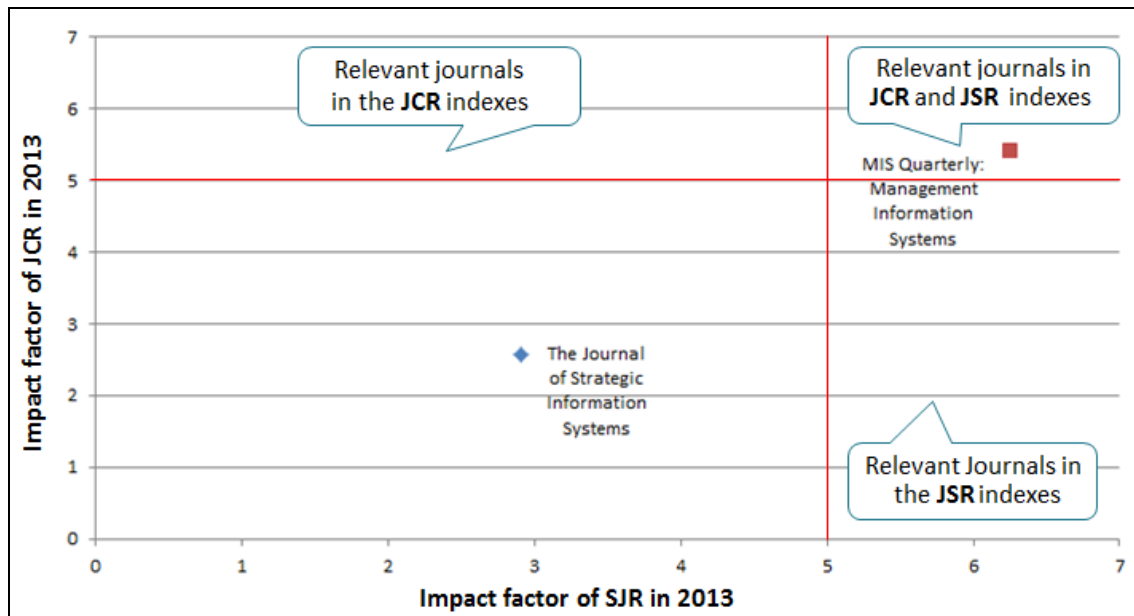 7
6
5
4
3
2
1
0
Impact factor of JCR in 2013
Relevant journals
in the JCR indexes
Relevant journals in
JCR and JSR indexes
MIS Quarterly:
Management
Information
Systems
The Journal
of Strategic
Information
Systems
Relevant Journals in
the JSR indexes
0 1 2 3 4 5 6 7
Impact factor of SJR in 2013